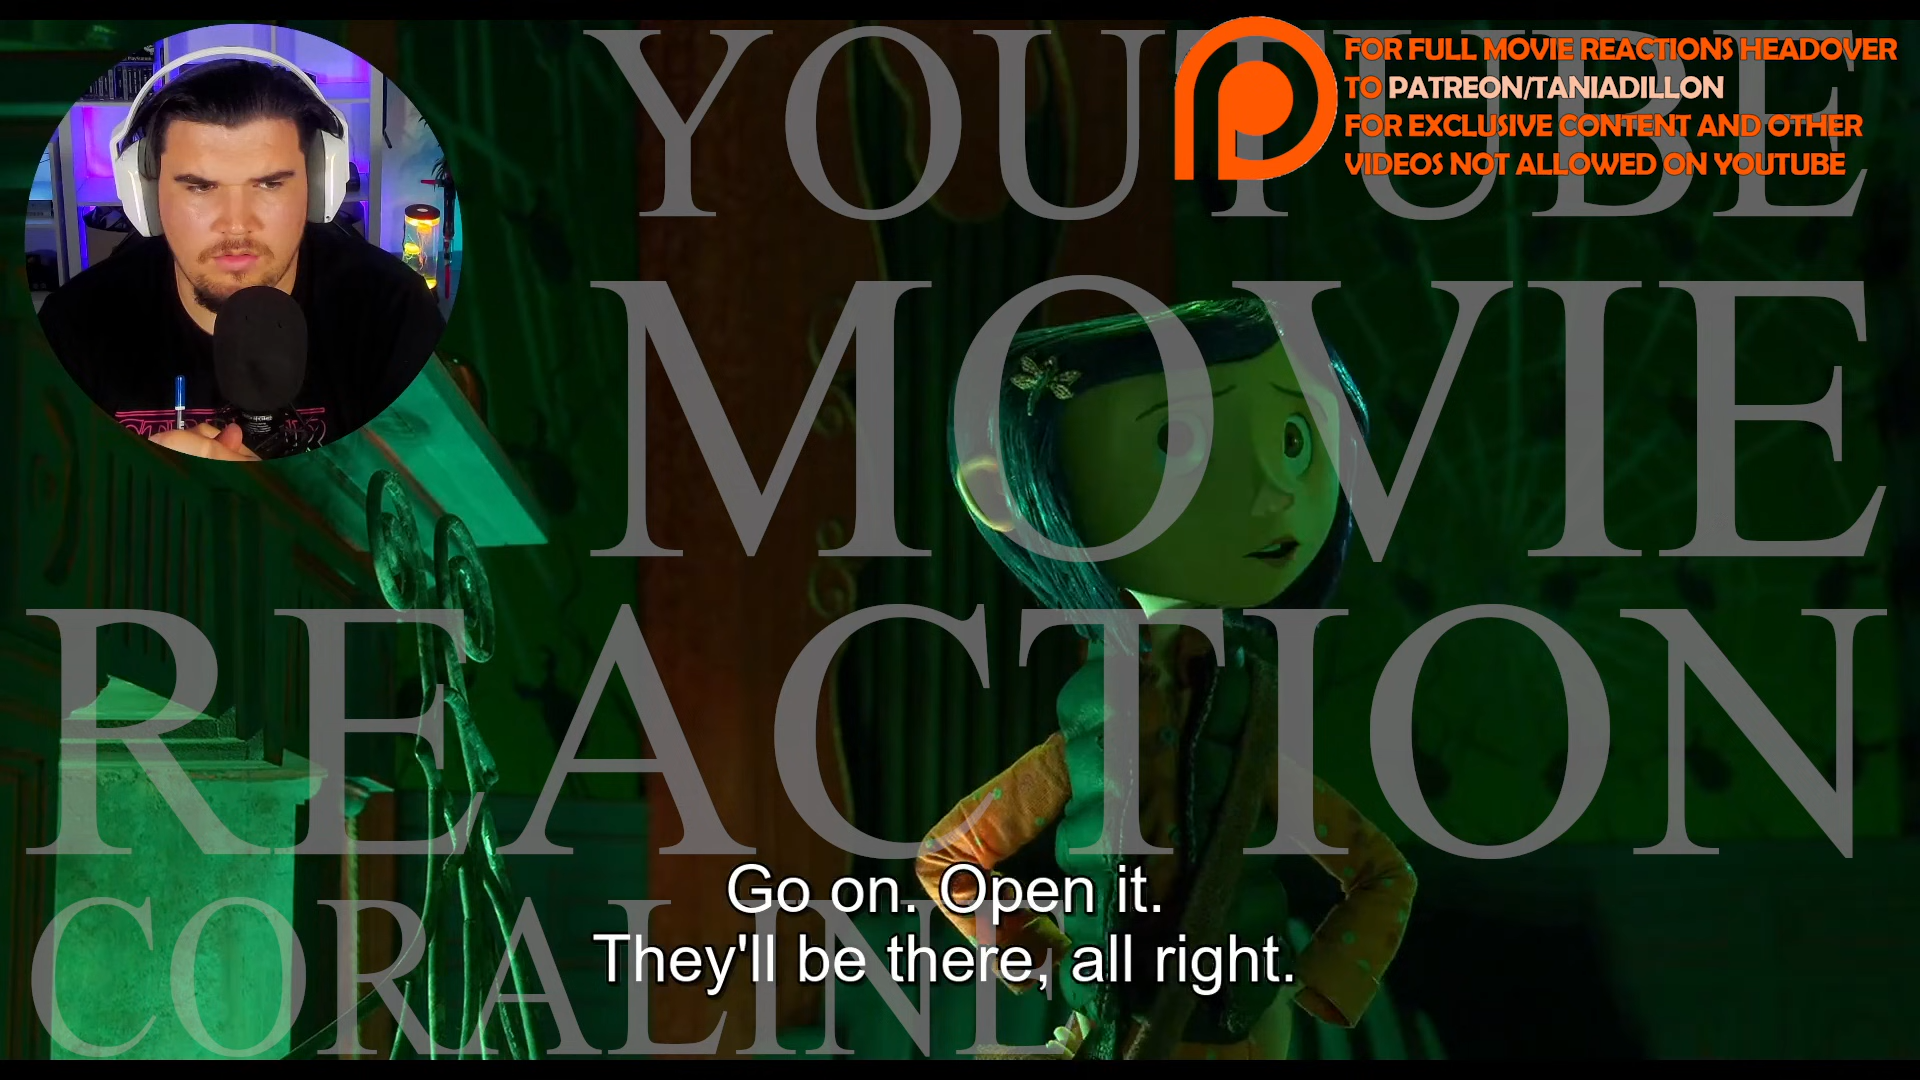 YOUTUBE
FOR FULL MOVIE REACTIONS HEADOVER
TO PATREON/TANIADILLON
FOR EXCLUSIVE CONTENT AND OTHER
VIDEOS NOT ALLOWED ON YOUTUBE
MOVIE
REACTION
Go on. Open it.
They'll be there, all right.
CORALINE